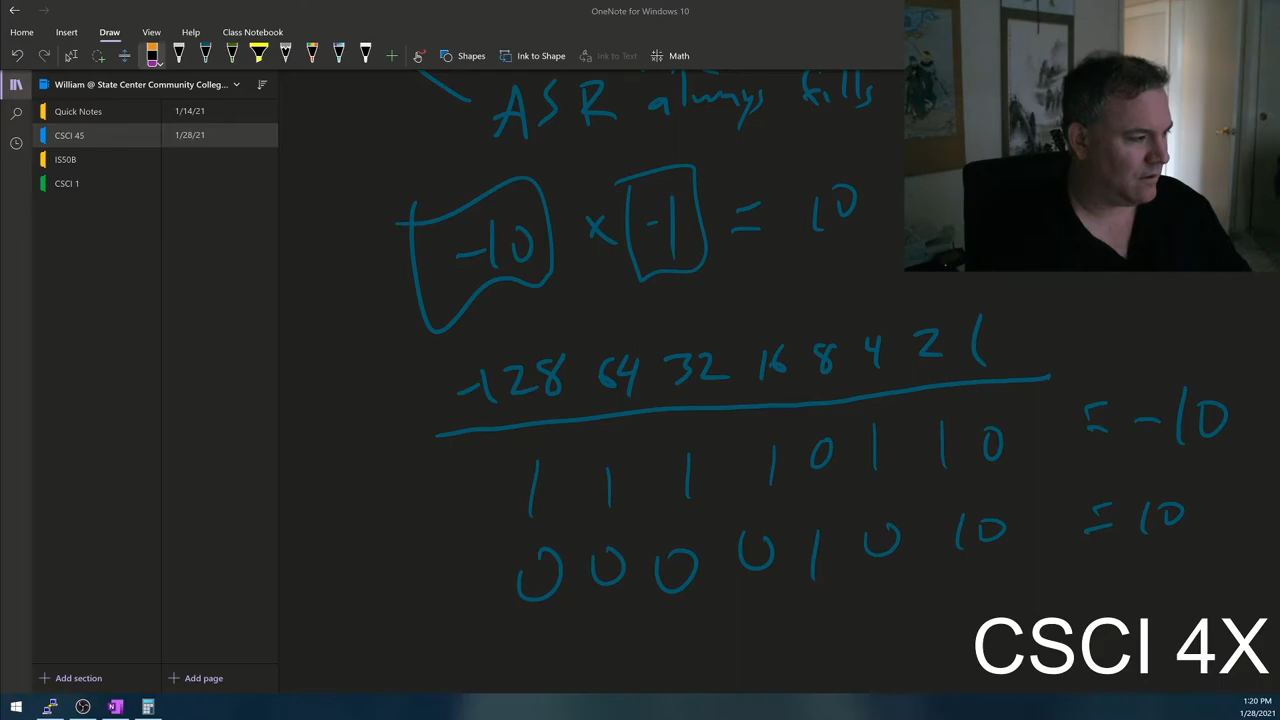 OneNote for Windows 10
Home Insert Draw View Help Class Notebook
Shapes Ink to Shape Ink to Text Math
William @ State Center Community Colleg...
Quick Notes 1/14/21
CSCI 45 1/28/21
IS50B
CSCI 1
ASR always fills
-10 x -1 = 10
-128 64 32 16 8 4 2 1
1 1 1 1 0 1 1 0 = -10
0 0 0 0 1 0 1 0 = 10
CSCI 4X
Add section Add page
1:20 PM
1/28/2021